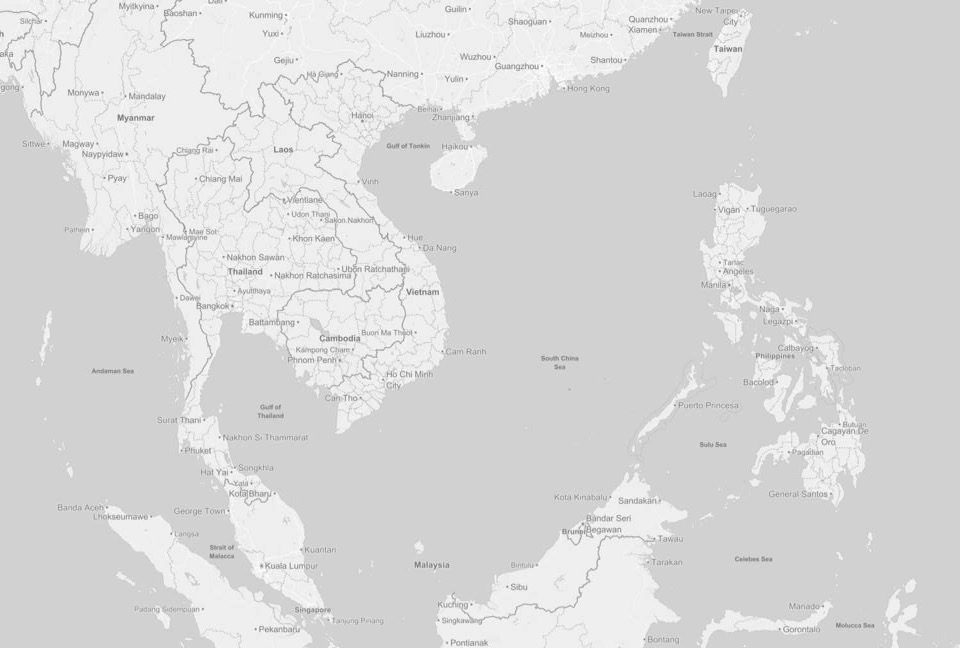 Myitkyina
Baoshan
Dali
Kunming
Guilin
Shaoguan
Quanzhou
Xiamen
New Taipei
City
Silchar
Yuxi
Liuzhou
Meizhou
Taiwan Strait
Taiwan
Gejiu
Wuzhou
Guangzhou
Shantou
Hà Giang
Nanning
Yulin
Hong Kong
Monywa
Mandalay
Myanmar
Hanoi
Beihai
Zhanjiang
Sittwe
Magway
Naypyidaw
Chiang Rai
Laos
Gulf of Tonkin
Haikou
Pyay
Chiang Mai
Vinh
Sanya
Laoag
Vientiane
Vigan
Tuguegarao
Bago
Udon Thani
Sakon Nakhon
Pathein
Yangon
Mae Sot
Mawlamyine
Khon Kaen
Hue
Da Nang
Nakhon Sawan
Thailand
Nakhon Ratchasima
Ubon Ratchathani
Tarlac
Angeles
Manila
Dawei
Ayutthaya
Bangkok
Vietnam
Naga
Legazpi
Battambang
Buon Ma Thuot
Myeik
Cambodia
Kampong Cham
Phnom Penh
Cam Ranh
South China
Sea
Calbayog
Philippines
Tacloban
Andaman Sea
Ho Chi Minh
City
Bacolod
Can Tho
Gulf of
Thailand
Puerto Princesa
Surat Thani
Nakhon Si Thammarat
Butuan
Cagayan De
Oro
Sulu Sea
Phuket
Pagadian
Hat Yai
Songkhla
Yala
Kota Bharu
Kota Kinabalu
Sandakan
General Santos
Banda Aceh
Lhokseumawe
George Town
Bandar Seri
Begawan
Brunei
Langsa
Tawau
Strait of
Malacca
Kuantan
Kuala Lumpur
Malaysia
Bintulu
Tarakan
Celebes Sea
Sibu
Padang Sidempuan
Singapore
Kuching
Manado
Tanjung Pinang
Singkawang
Pekanbaru
Pontianak
Bontang
Gorontalo
Molucca Sea